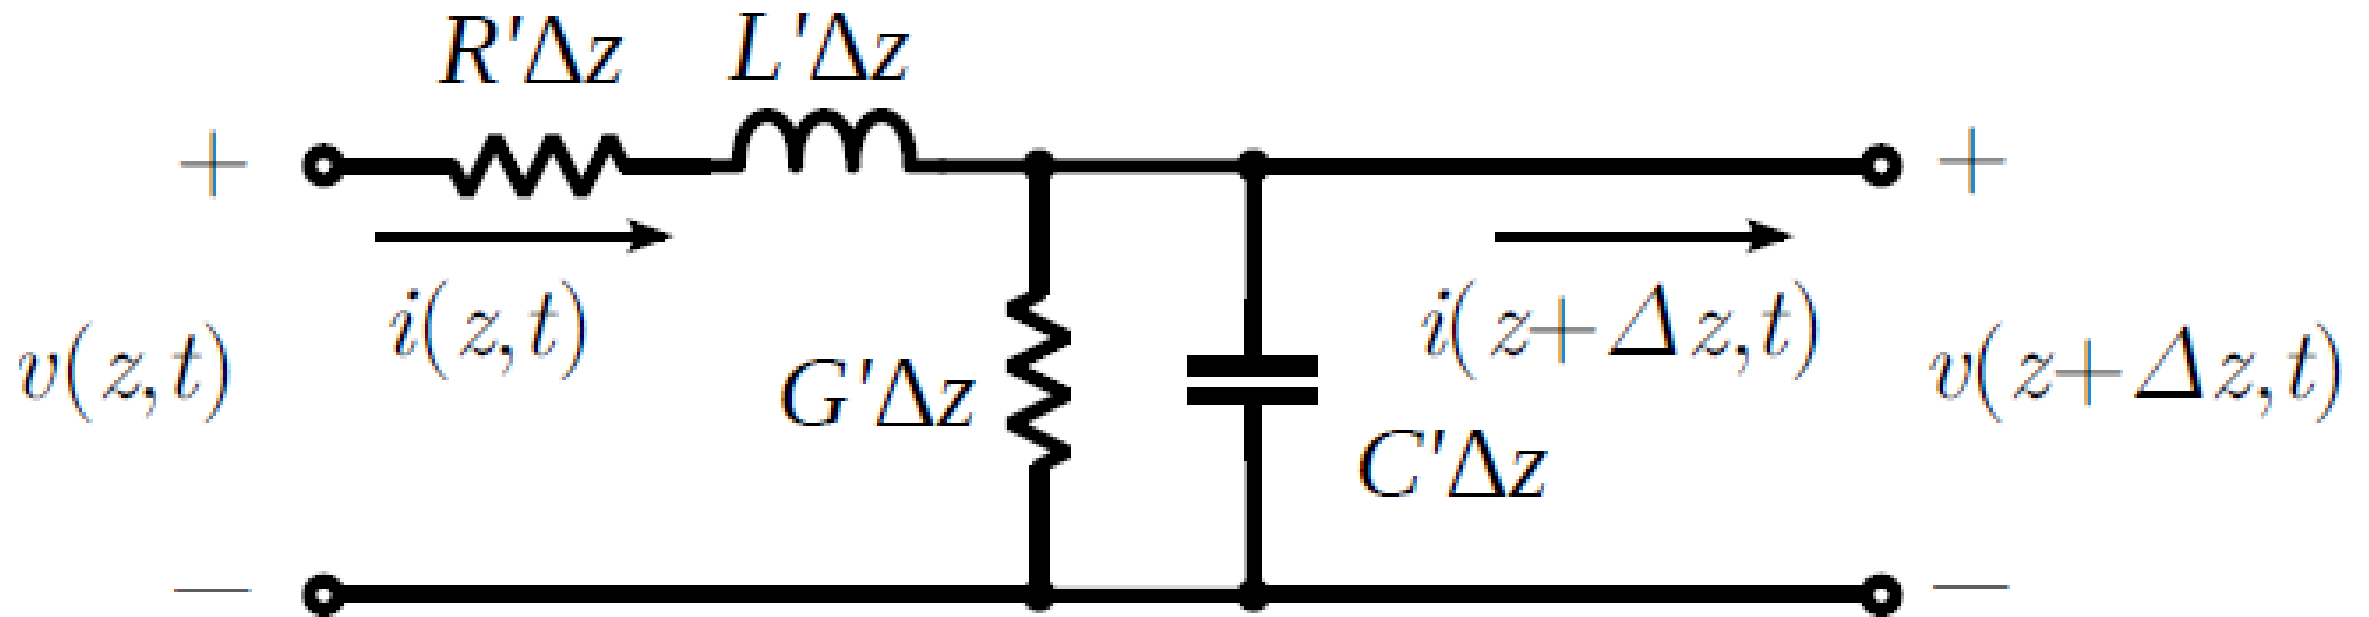 R'Δz L'Δz
+ +
i(z,t) i(z+Δz,t)
v(z,t) v(z+Δz,t)
G'Δz
C'Δz
— —